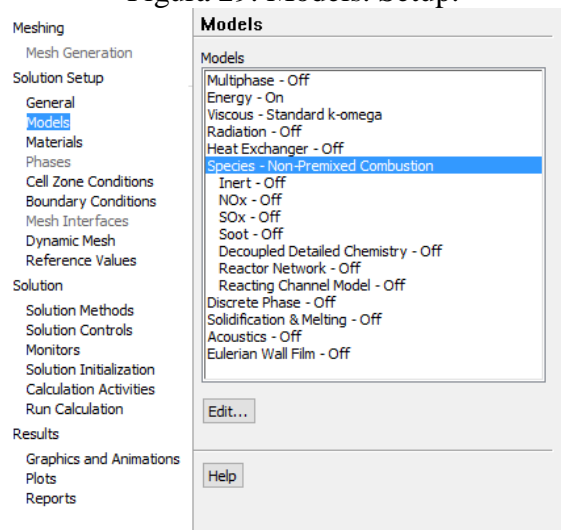 Figura 29. Models. Setup.
Meshing
Mesh Generation
Solution Setup
General
Models
Materials
Phases
Cell Zone Conditions
Boundary Conditions
Mesh Interfaces
Dynamic Mesh
Reference Values
Solution
Solution Methods
Solution Controls
Monitors
Solution Initialization
Calculation Activities
Run Calculation
Results
Graphics and Animations
Plots
Reports
Models
Models
Multiphase - Off
Energy - On
Viscous - Standard k-omega
Radiation - Off
Heat Exchanger - Off
Species - Non-Premixed Combustion
Inert - Off
NOx - Off
SOx - Off
Soot - Off
Decoupled Detailed Chemistry - Off
Reactor Network - Off
Reacting Channel Model - Off
Discrete Phase - Off
Solidification & Melting - Off
Acoustics - Off
Eulerian Wall Film - Off
Edit...
Help